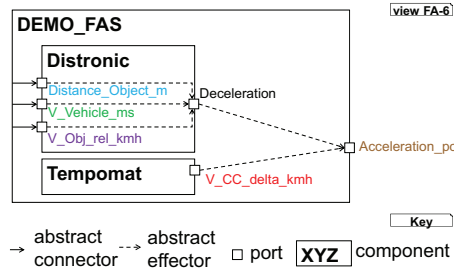 view FA-6
DEMO_FAS
Distronic
Distance_Object_m
Deceleration
V_Vehicle_ms
V_Obj_rel_kmh
Acceleration_pc
Tempomat
V_CC_delta_kmh
Key
abstract connector
abstract effector
port
XYZ
component